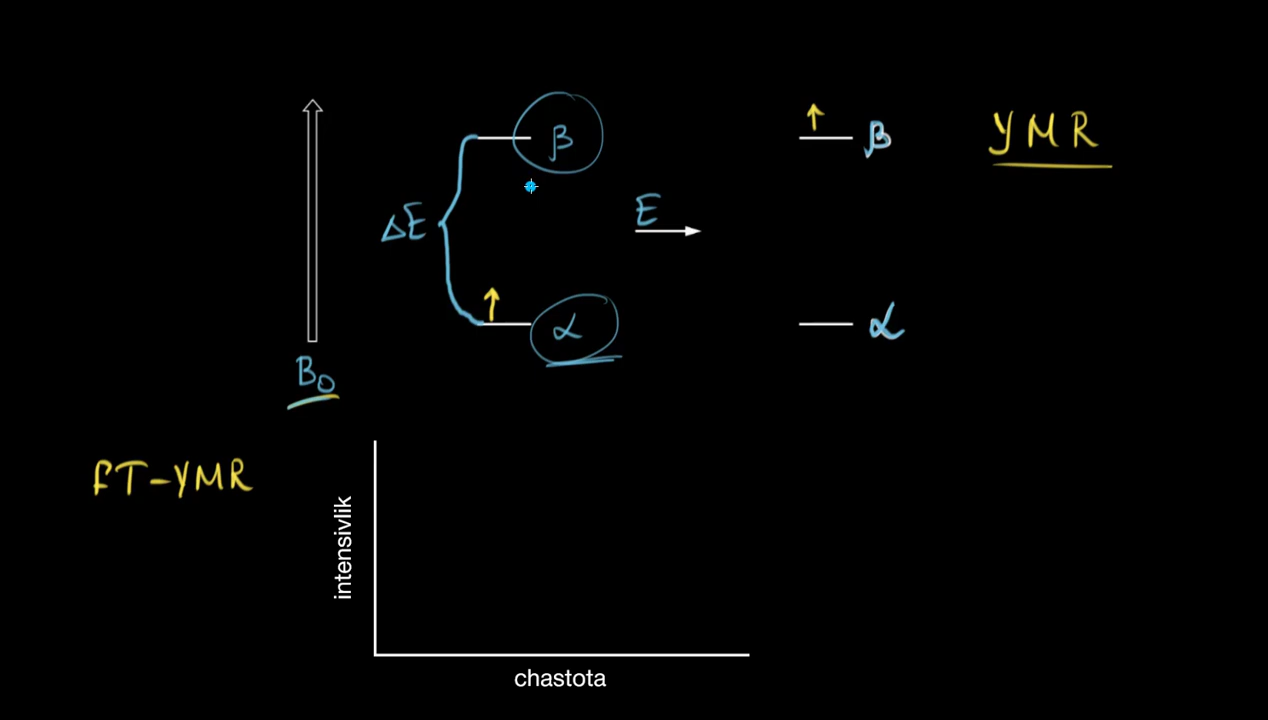 β
β
YMR
ΔE
E
α
α
B₀
FT-YMR
intensivlik
chastota